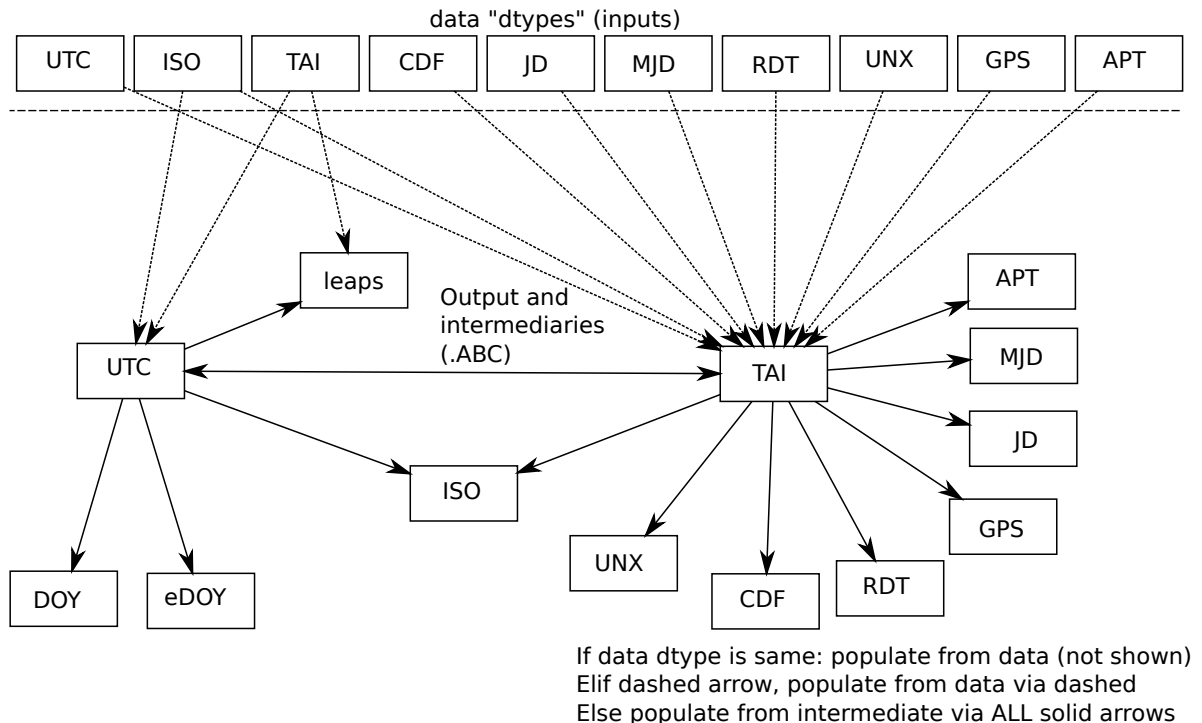 data "dtypes" (inputs)
UTC
ISO
TAI
CDF
JD
MJD
RDT
UNX
GPS
APT
leaps
Output and
intermediaries
(.ABC)
APT
UTC
TAI
MJD
JD
ISO
GPS
UNX
DOY
eDOY
CDF
RDT
If data dtype is same: populate from data (not shown)
Elif dashed arrow, populate from data via dashed
Else populate from intermediate via ALL solid arrows